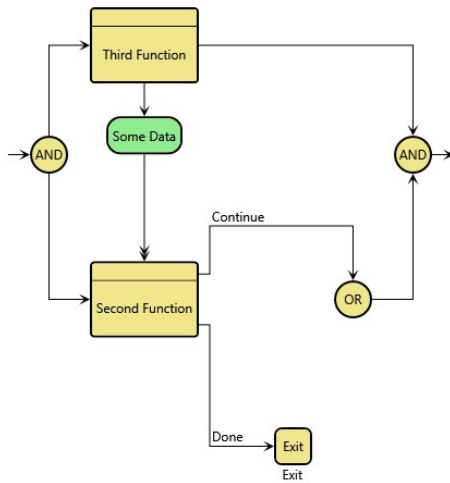 Third Function
Some Data
AND
AND
Continue
Second Function
OR
Done
Exit
Exit